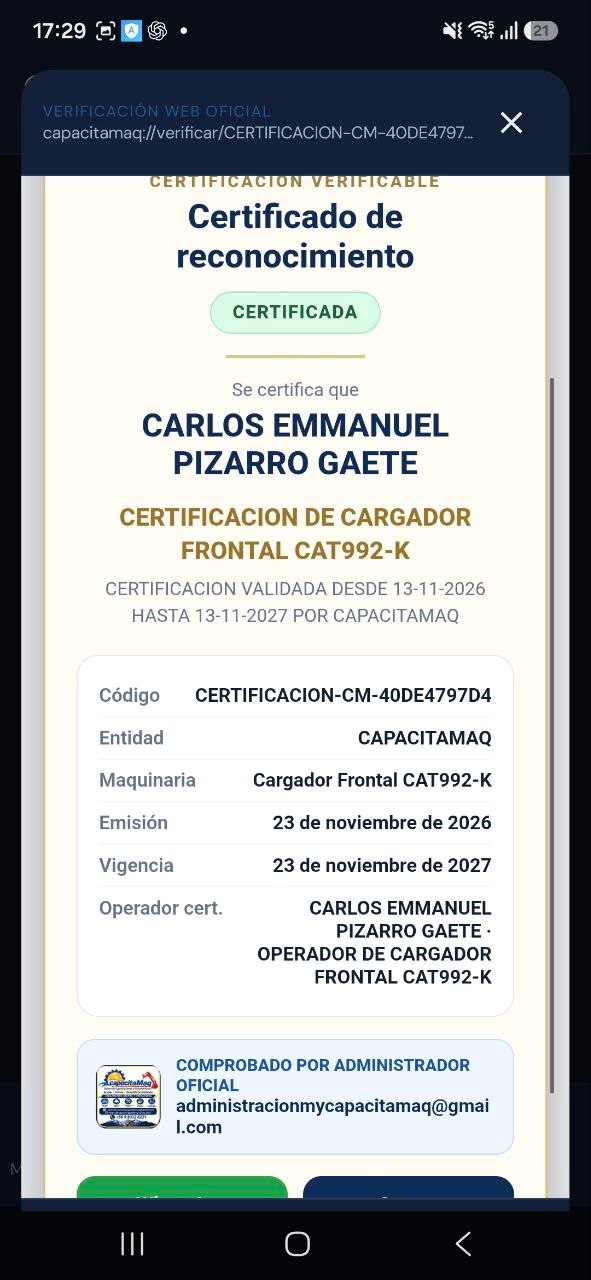 17:29
5
21
VERIFICACIÓN WEB OFICIAL
capacitamaq://verificar/CERTIFICACION-CM-40DE4797...
CERTIFICACIÓN VERIFICABLE
Certificado de
reconocimiento
CERTIFICADA
Se certifica que
CARLOS EMMANUEL
PIZARRO GAETE
CERTIFICACION DE CARGADOR
FRONTAL CAT992-K
CERTIFICACION VALIDADA DESDE 13-11-2026
HASTA 13-11-2027 POR CAPACITAMAQ
Código CERTIFICACION-CM-40DE4797D4
Entidad CAPACITAMAQ
Maquinaria Cargador Frontal CAT992-K
Emisión 23 de noviembre de 2026
Vigencia 23 de noviembre de 2027
Operador cert. CARLOS EMMANUEL
PIZARRO GAETE ·
OPERADOR DE CARGADOR
FRONTAL CAT992-K
COMPROBADO POR ADMINISTRADOR
OFICIAL
administracionmycapacitamaq@gmai
l.com
capacitaMaq
M